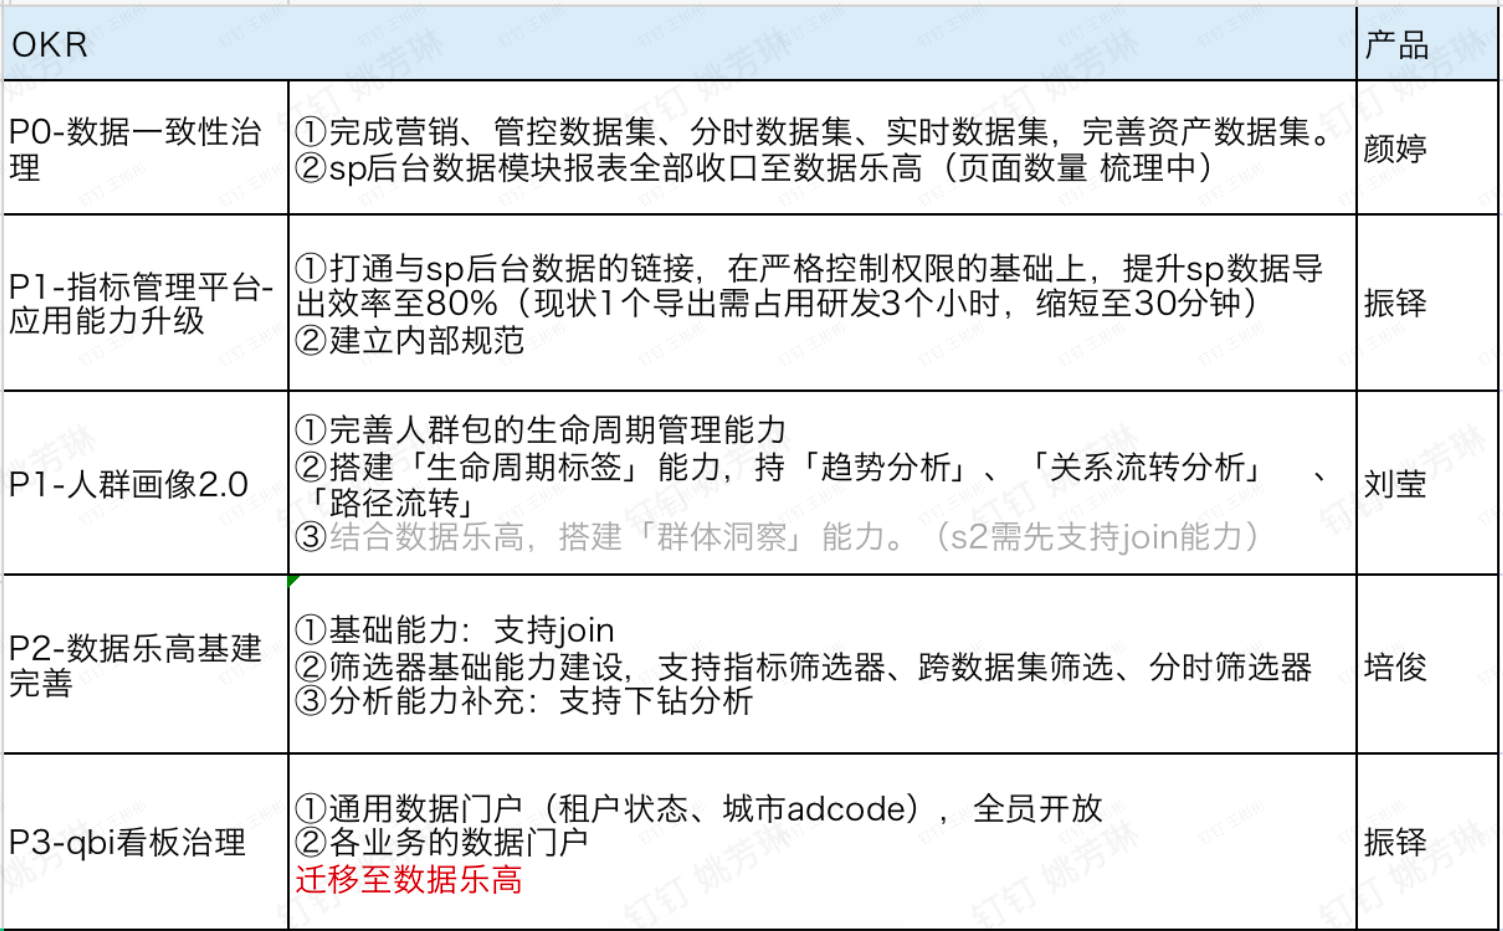 OKR
产品
P0-数据一致性治
理
①完成营销、管控数据集、分时数据集、实时数据集，完善资产数据集。
②sp后台数据模块报表全部收口至数据乐高（页面数量 梳理中）
颜婷
P1-指标管理平台-
应用能力升级
①打通与sp后台数据的链接，在严格控制权限的基础上，提升sp数据导
出效率至80%（现状1个导出需占用研发3个小时，缩短至30分钟）
②建立内部规范
振铎
P1-人群画像2.0
①完善人群包的生命周期管理能力
②搭建「生命周期标签」能力，持「趋势分析」、「关系流转分析」 、
「路径流转」
③结合数据乐高，搭建「群体洞察」能力。（s2需先支持join能力）
刘莹
P2-数据乐高基建
完善
①基础能力：支持join
②筛选器基础能力建设，支持指标筛选器、跨数据集筛选、分时筛选器
③分析能力补充：支持下钻分析
培俊
P3-qbi看板治理
①通用数据门户（租户状态、城市adcode），全员开放
②各业务的数据门户
迁移至数据乐高
振铎
钉钉 姚芳琳
钉钉 王彬彬